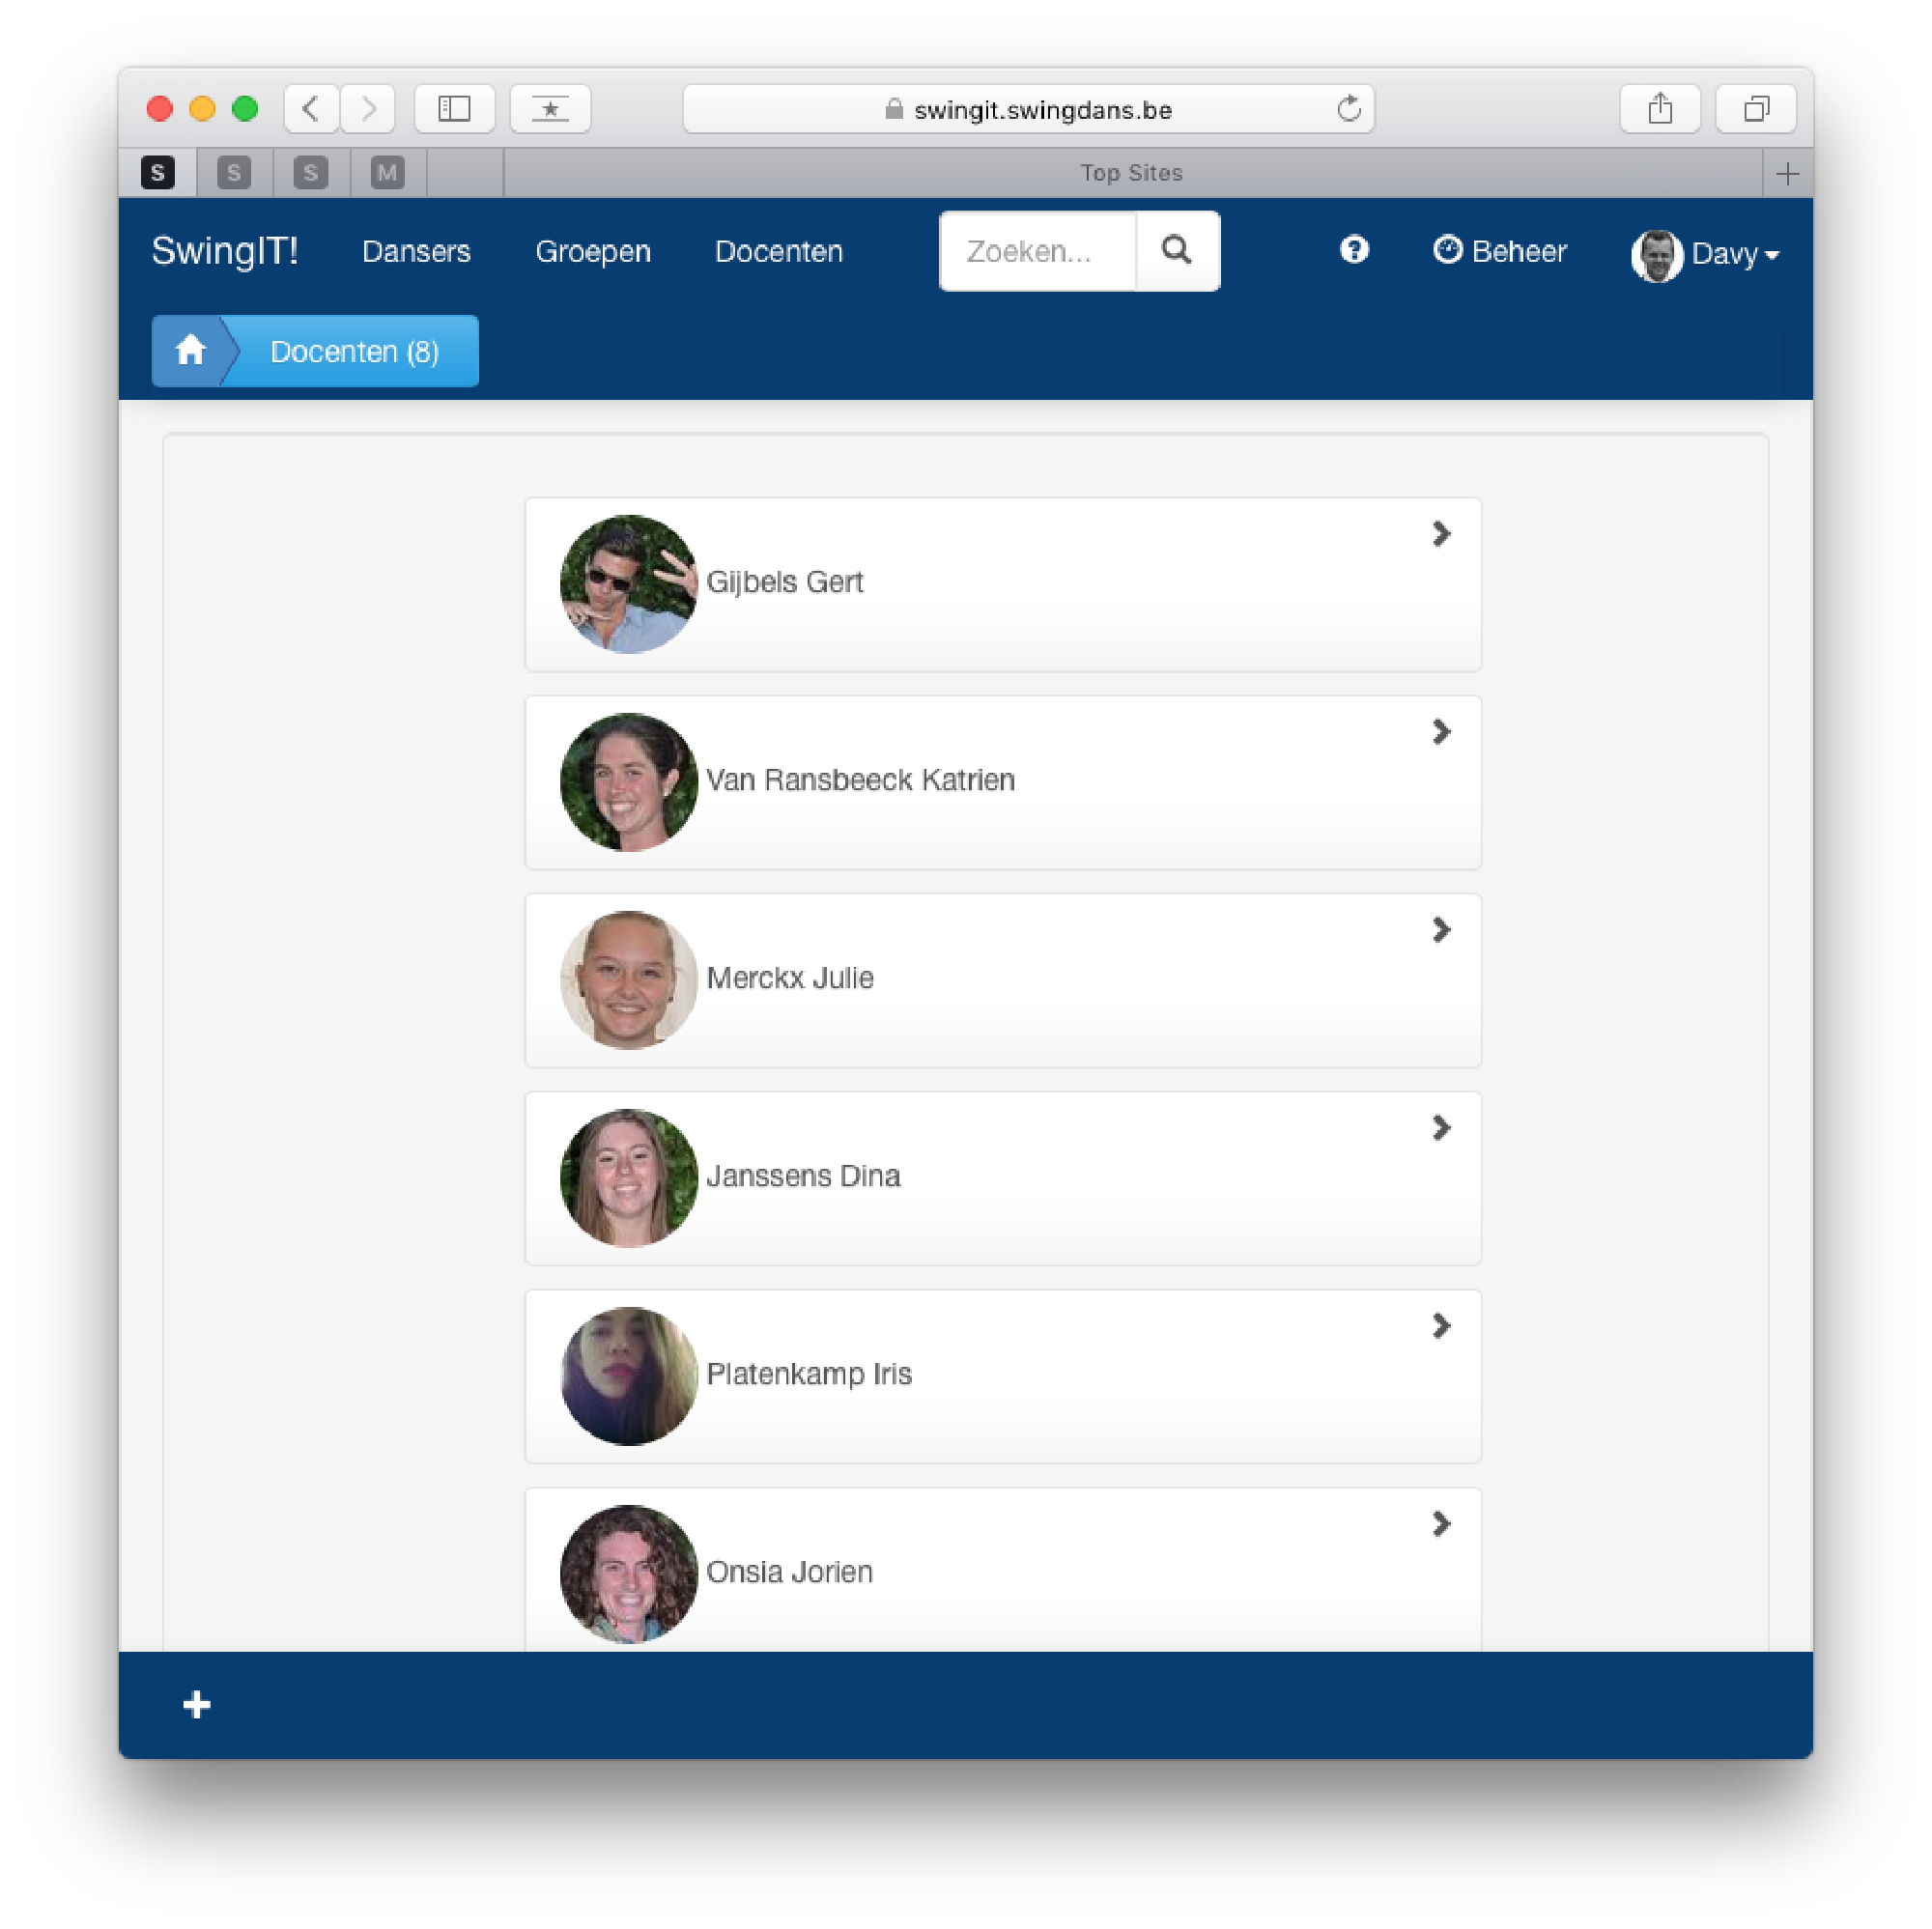 swingit.swingdans.be
S S S M Top Sites
SwingIT! Dansers Groepen Docenten Zoeken... Beheer Davy
Docenten (8)
Gijbels Gert
Van Ransbeeck Katrien
Merckx Julie
Janssens Dina
Platenkamp Iris
Onsia Jorien